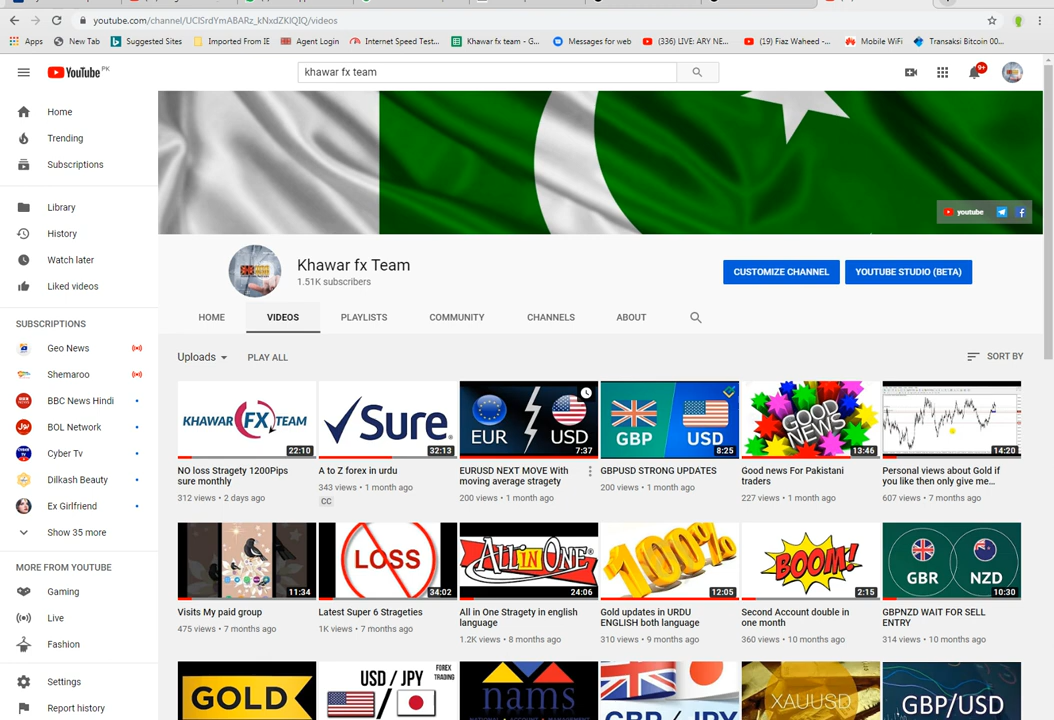 youtube.com/channel/UCISrdYmABARz_kNxdZKIQIQ/videos
Apps New Tab Suggested Sites Imported From IE Agent Login Internet Speed Test... Khawar fx team - G... Messages for web (336) LIVE: ARY NE... (19) Fiaz Waheed -... Mobile WiFi Transaksi Bitcoin 00...
YouTube PK khawar fx team 9+
Home
Trending
Subscriptions
Library
History
Watch later
Liked videos
SUBSCRIPTIONS
Geo News
Shemaroo
BBC News Hindi
BOL Network
Cyber Tv
Dilkash Beauty
Ex Girlfriend
Show 35 more
MORE FROM YOUTUBE
Gaming
Live
Fashion
Settings
Report history
youtube
Khawar fx Team
1.51K subscribers
CUSTOMIZE CHANNEL YOUTUBE STUDIO (BETA)
HOME VIDEOS PLAYLISTS COMMUNITY CHANNELS ABOUT
Uploads PLAY ALL SORT BY
KHAWAR FX TEAM
22:10
Sure.
32:13
EUR USD
7:37
GBP USD
8:25
GOOD NEWS
13:46
14:20
NO loss Stragety 1200Pips
sure monthly
312 views • 2 days ago
A to Z forex in urdu
343 views • 1 month ago
CC
EURUSD NEXT MOVE With
moving average stragety
200 views • 1 month ago
GBPUSD STRONG UPDATES
200 views • 1 month ago
Good news For Pakistani
traders
227 views • 1 month ago
Personal views about Gold if
you like then only give me...
607 views • 7 months ago
11:34
LOSS
34:02
ALL IN ONE®
24:06
100%
12:05
BOOM!
2:15
GBR NZD
10:30
Visits My paid group
475 views • 7 months ago
Latest Super 6 Strageties
1K views • 7 months ago
All in One Stragety in english
language
1.2K views • 8 months ago
Gold updates in URDU
ENGLISH both language
310 views • 9 months ago
Second Account double in
one month
360 views • 10 months ago
GBPNZD WAIT FOR SELL
ENTRY
314 views • 10 months ago
GOLD
USD / JPY
FOREX
TRADING
nams
GBP / JPY
XAUUSD
GBP/USD